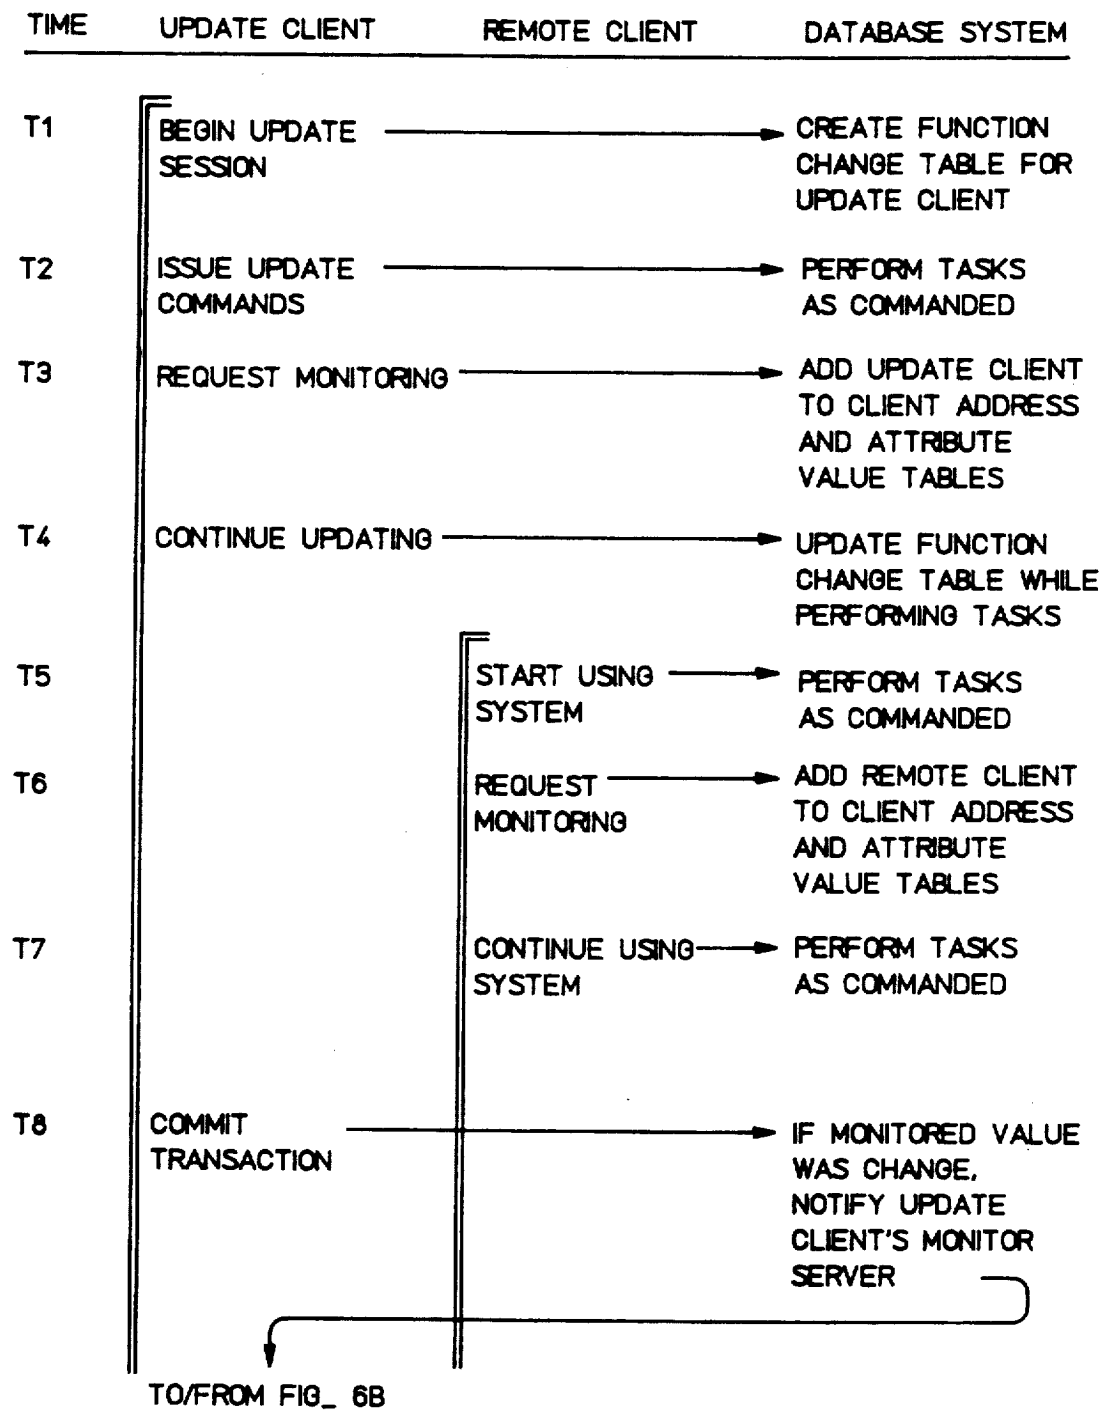 TIME UPDATE CLIENT REMOTE CLIENT DATABASE SYSTEM
T1 BEGIN UPDATE CREATE FUNCTION
SESSION CHANGE TABLE FOR
UPDATE CLIENT
T2 ISSUE UPDATE PERFORM TASKS
COMMANDS AS COMMANDED
T3 REQUEST MONITORING ADD UPDATE CLIENT
TO CLIENT ADDRESS
AND ATTRIBUTE
VALUE TABLES
T4 CONTINUE UPDATING UPDATE FUNCTION
CHANGE TABLE WHILE
PERFORMING TASKS
T5 START USING PERFORM TASKS
SYSTEM AS COMMANDED
T6 REQUEST ADD REMOTE CLIENT
MONITORING TO CLIENT ADDRESS
AND ATTRIBUTE
VALUE TABLES
T7 CONTINUE USING PERFORM TASKS
SYSTEM AS COMMANDED
T8 COMMIT IF MONITORED VALUE
TRANSACTION WAS CHANGE,
NOTIFY UPDATE
CLIENT'S MONITOR
SERVER
TO/FROM FIG_ 6B